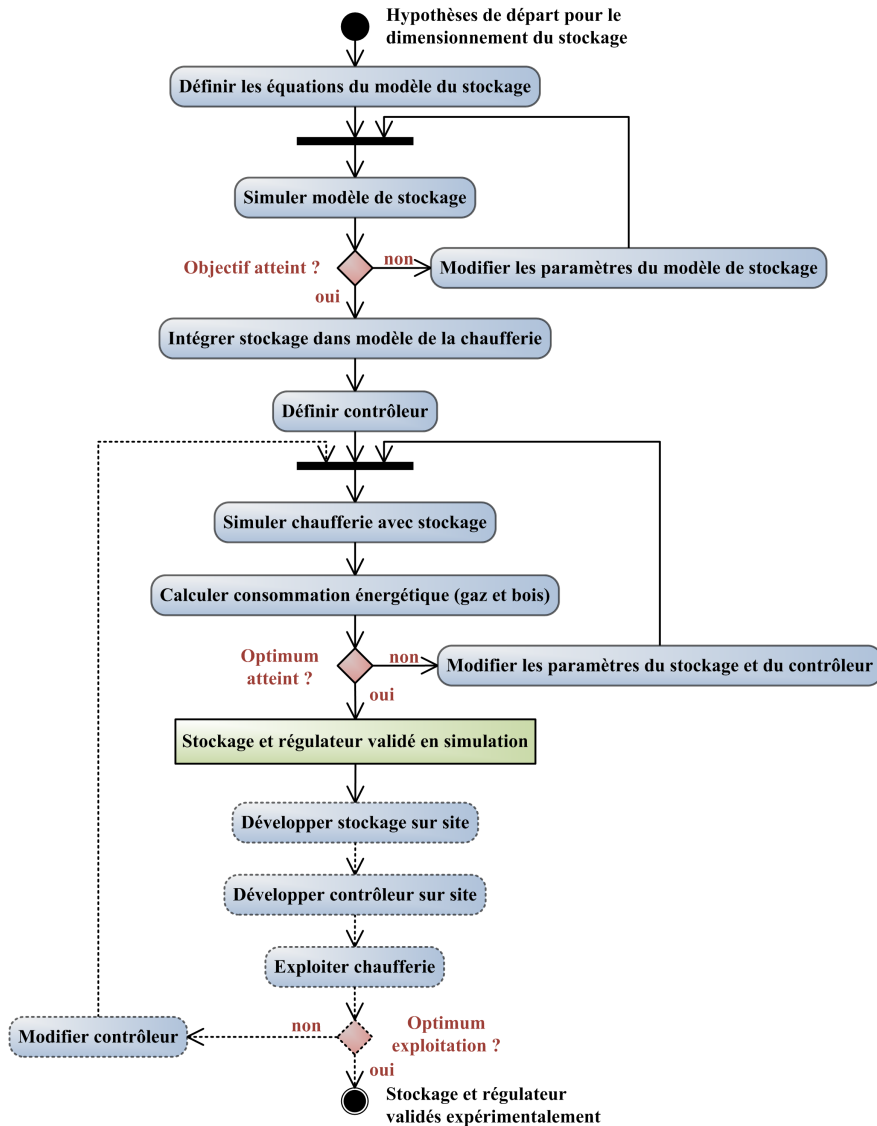 Hypothèses de départ pour le
dimensionnement du stockage
Définir les équations du modèle du stockage
Simuler modèle de stockage
Objectif atteint ?
non
Modifier les paramètres du modèle de stockage
oui
Intégrer stockage dans modèle de la chaufferie
Définir contrôleur
Simuler chaufferie avec stockage
Calculer consommation énergétique (gaz et bois)
Optimum
atteint ?
non
Modifier les paramètres du stockage et du contrôleur
oui
Stockage et régulateur validé en simulation
Développer stockage sur site
Développer contrôleur sur site
Exploiter chaufferie
Modifier contrôleur
non
Optimum
exploitation ?
oui
Stockage et régulateur
validés expérimentalement